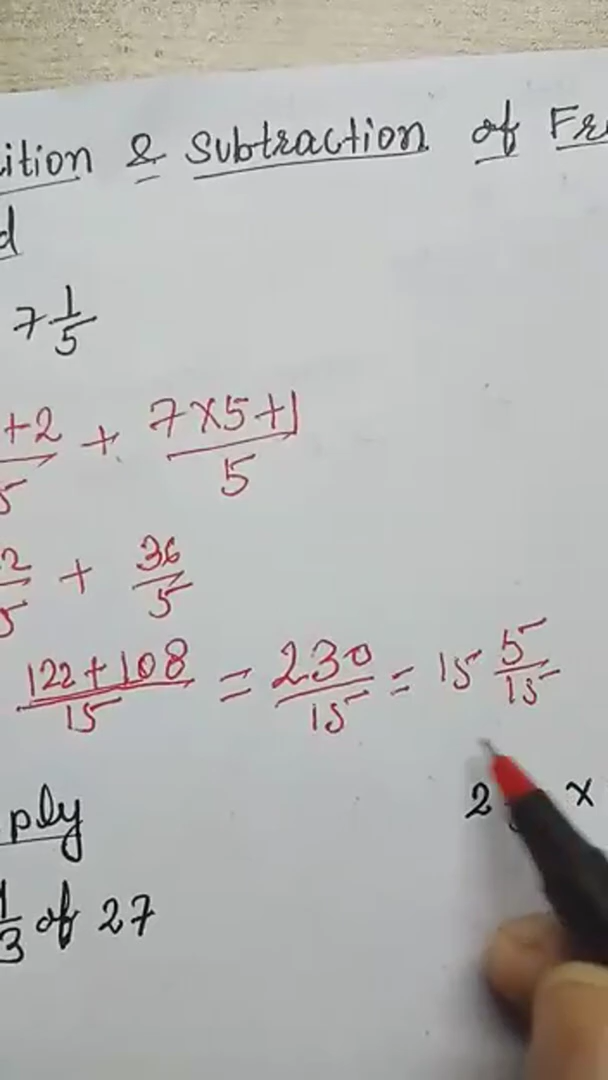 ition & Subtraction of Fr
d
7 1/5
+2/5 + 7×5+1/5
2/5 + 36/5
122+108/15 = 230/15 = 15 5/15
2 ×
ply
1/3 of 27